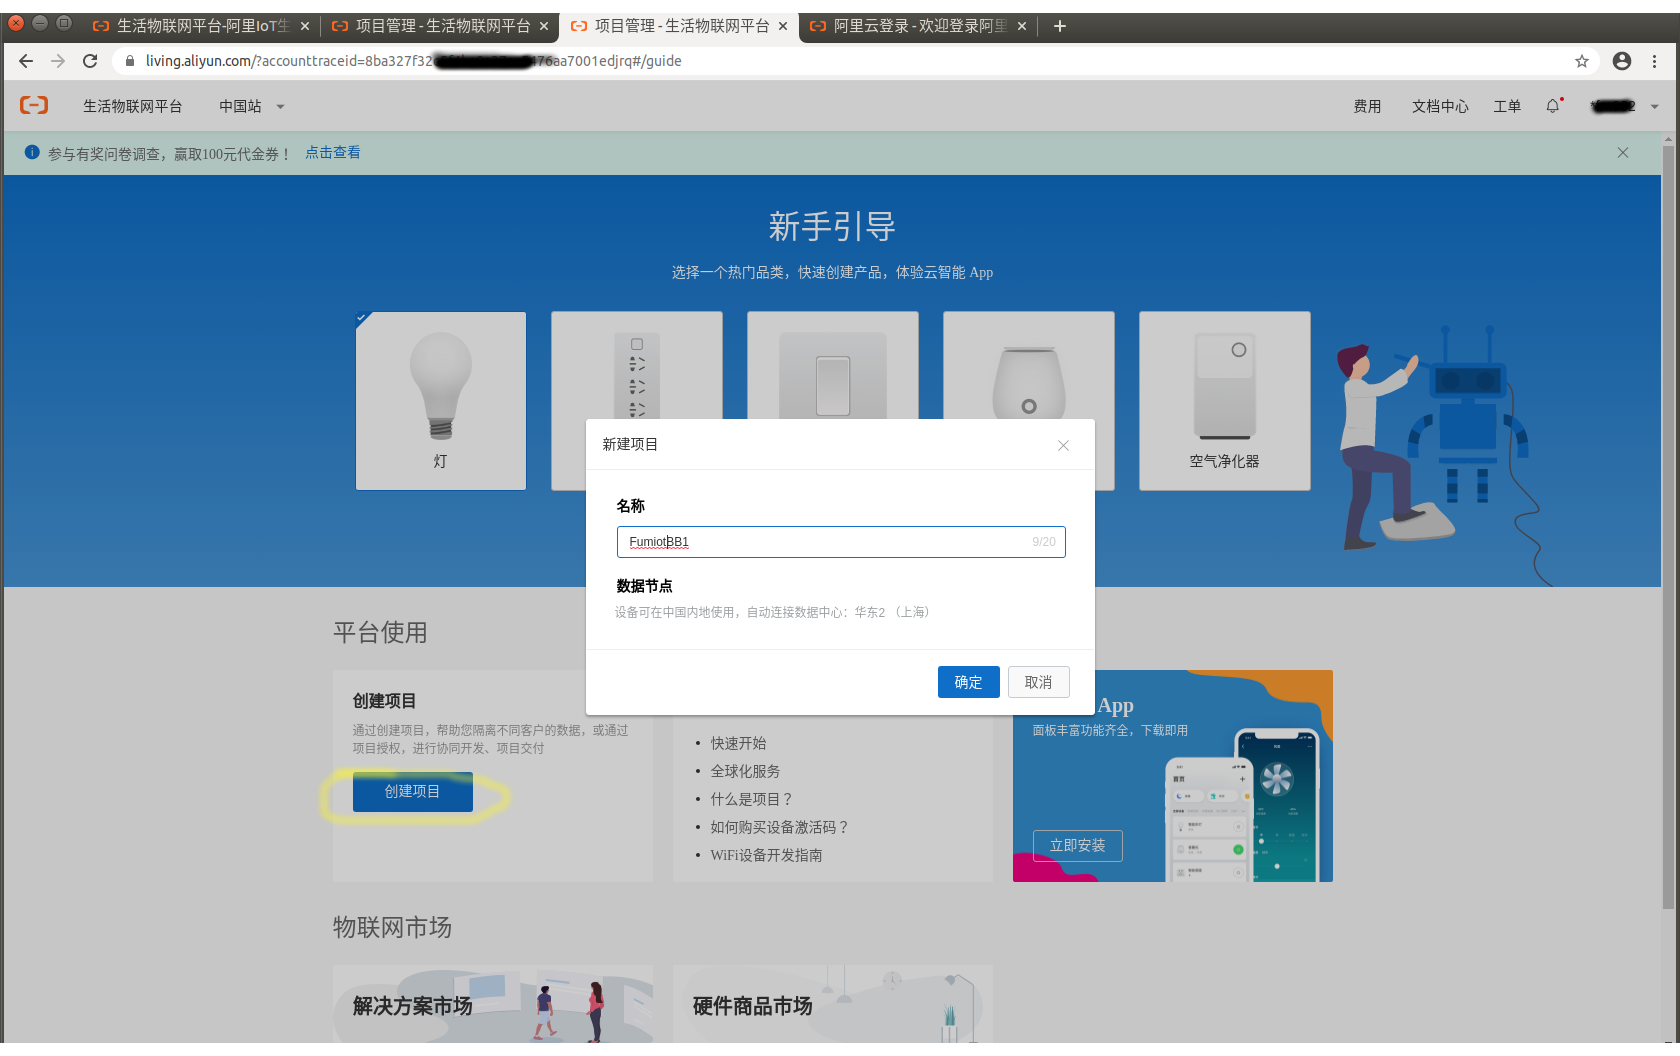 生活物联网平台-阿里IoT生
项目管理 - 生活物联网平台
项目管理 - 生活物联网平台
阿里云登录 - 欢迎登录阿里
living.aliyun.com/?accounttraceid=8ba327f32
76aa7001edjrq#/guide
生活物联网平台
中国站
费用
文档中心
工单
参与有奖问卷调查，赢取100元代金券！
点击查看
新手引导
选择一个热门品类，快速创建产品，体验云智能 App
灯
空气净化器
新建项目
名称
FumiotBB1
9/20
数据节点
设备可在中国内地使用，自动连接数据中心：华东2 （上海）
确定
取消
平台使用
创建项目
通过创建项目，帮助您隔离不同客户的数据，或通过
项目授权，进行协同开发、项目交付
创建项目
快速开始
全球化服务
什么是项目？
如何购买设备激活码？
WiFi设备开发指南
App
面板丰富功能齐全，下载即用
立即安装
首页
物联网市场
解决方案市场
硬件商品市场